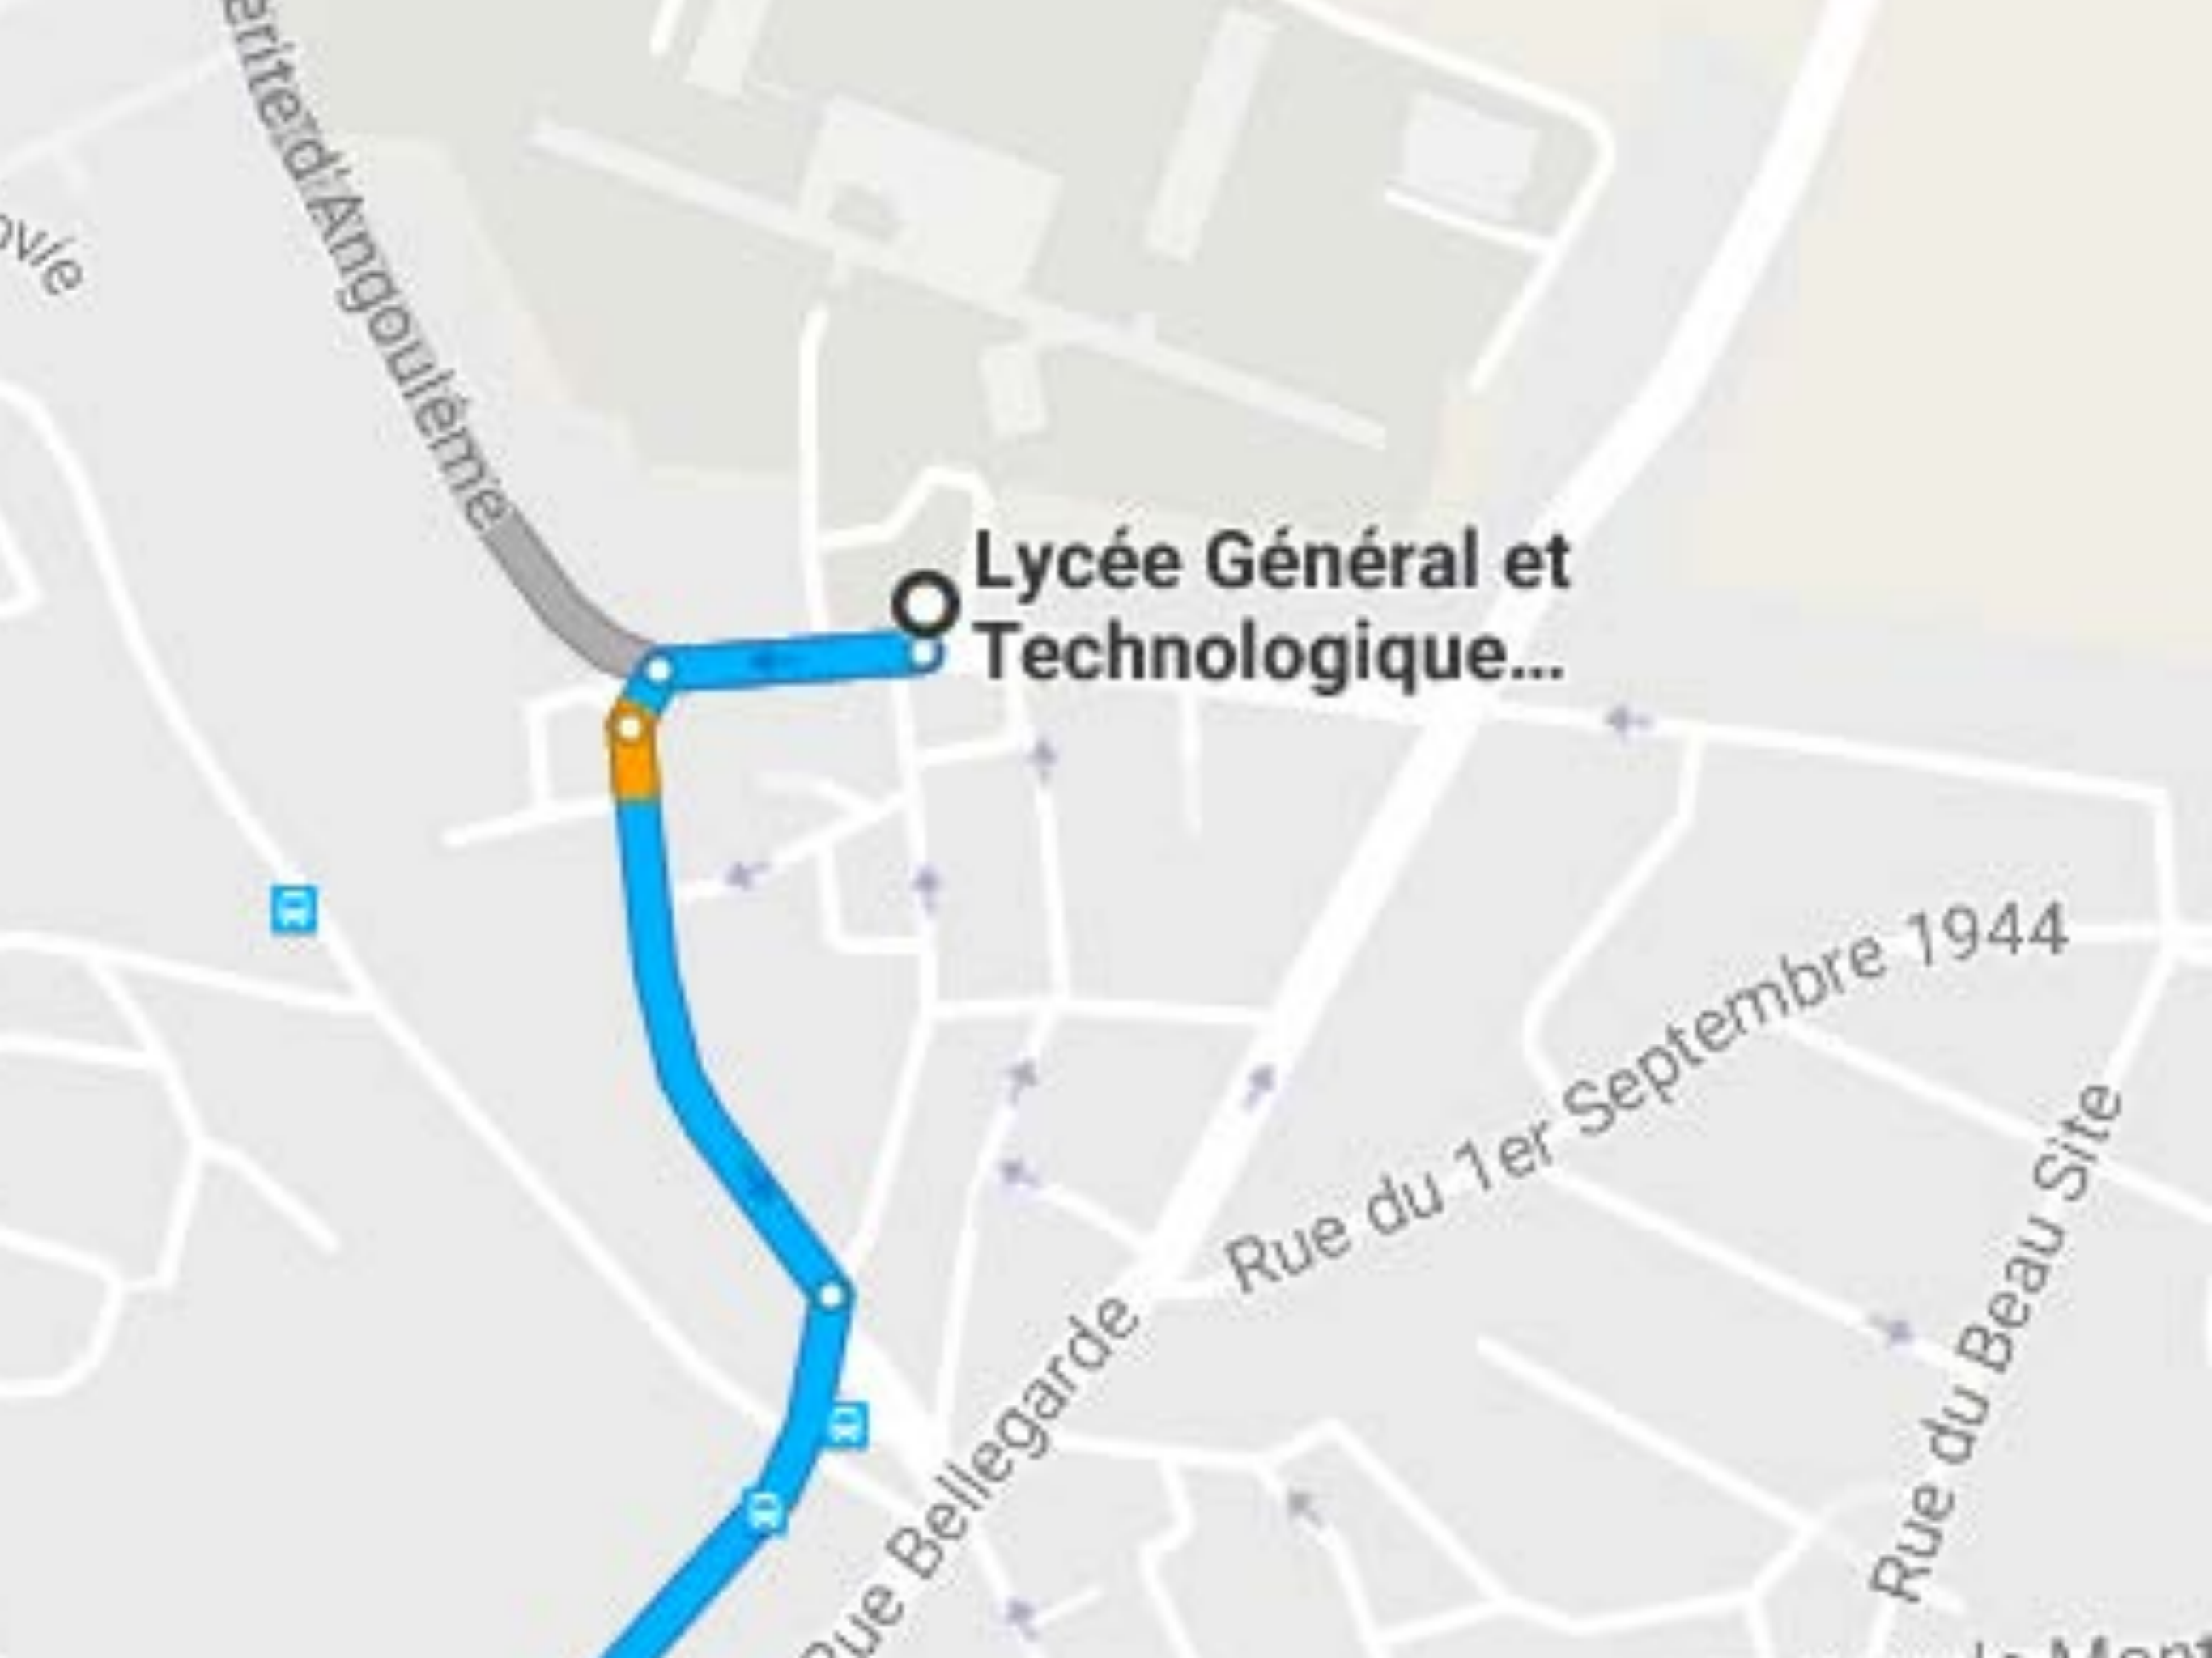 d'Angoulême
Lycée Général et
Technologique...
Rue du 1er Septembre 1944
Rue du Beau Site
Rue Bellegarde